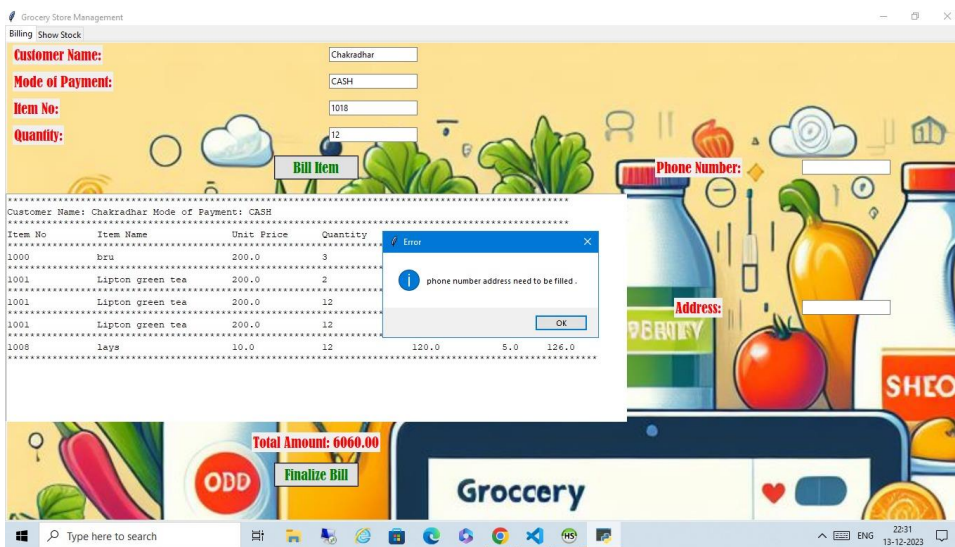 Grocery Store Management
Billing Show Stock
Customer Name: Chakradhar
Mode of Payment: CASH
Item No: 1018
Quantity: 12
Bill Item
Phone Number:
********************************************************************************
Customer Name: Chakradhar Mode of Payment: CASH
Item No Item Name Unit Price Quantity
1000 bru 200.0 3
1001 Lipton green tea 200.0 2
1001 Lipton green tea 200.0 12
1001 Lipton green tea 200.0 12
1008 lays 10.0 12 120.0 5.0 126.0
Error
phone number address need to be filled .
OK
Address:
SHEO
Total Amount: 6060.00
Finalize Bill
ODD
Groccery
Type here to search
HS
ENG
22:31
13-12-2023